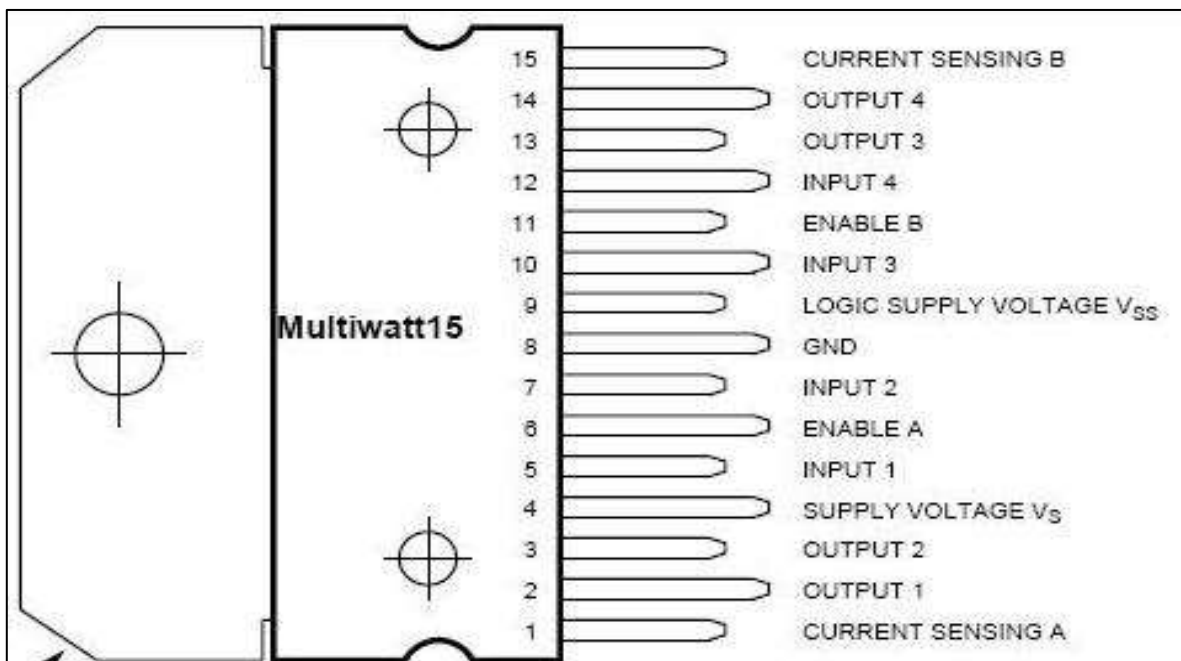 15 CURRENT SENSING B
14 OUTPUT 4
13 OUTPUT 3
12 INPUT 4
11 ENABLE B
10 INPUT 3
9 LOGIC SUPPLY VOLTAGE VSS
Multiwatt15
8 GND
7 INPUT 2
6 ENABLE A
5 INPUT 1
4 SUPPLY VOLTAGE VS
3 OUTPUT 2
2 OUTPUT 1
1 CURRENT SENSING A